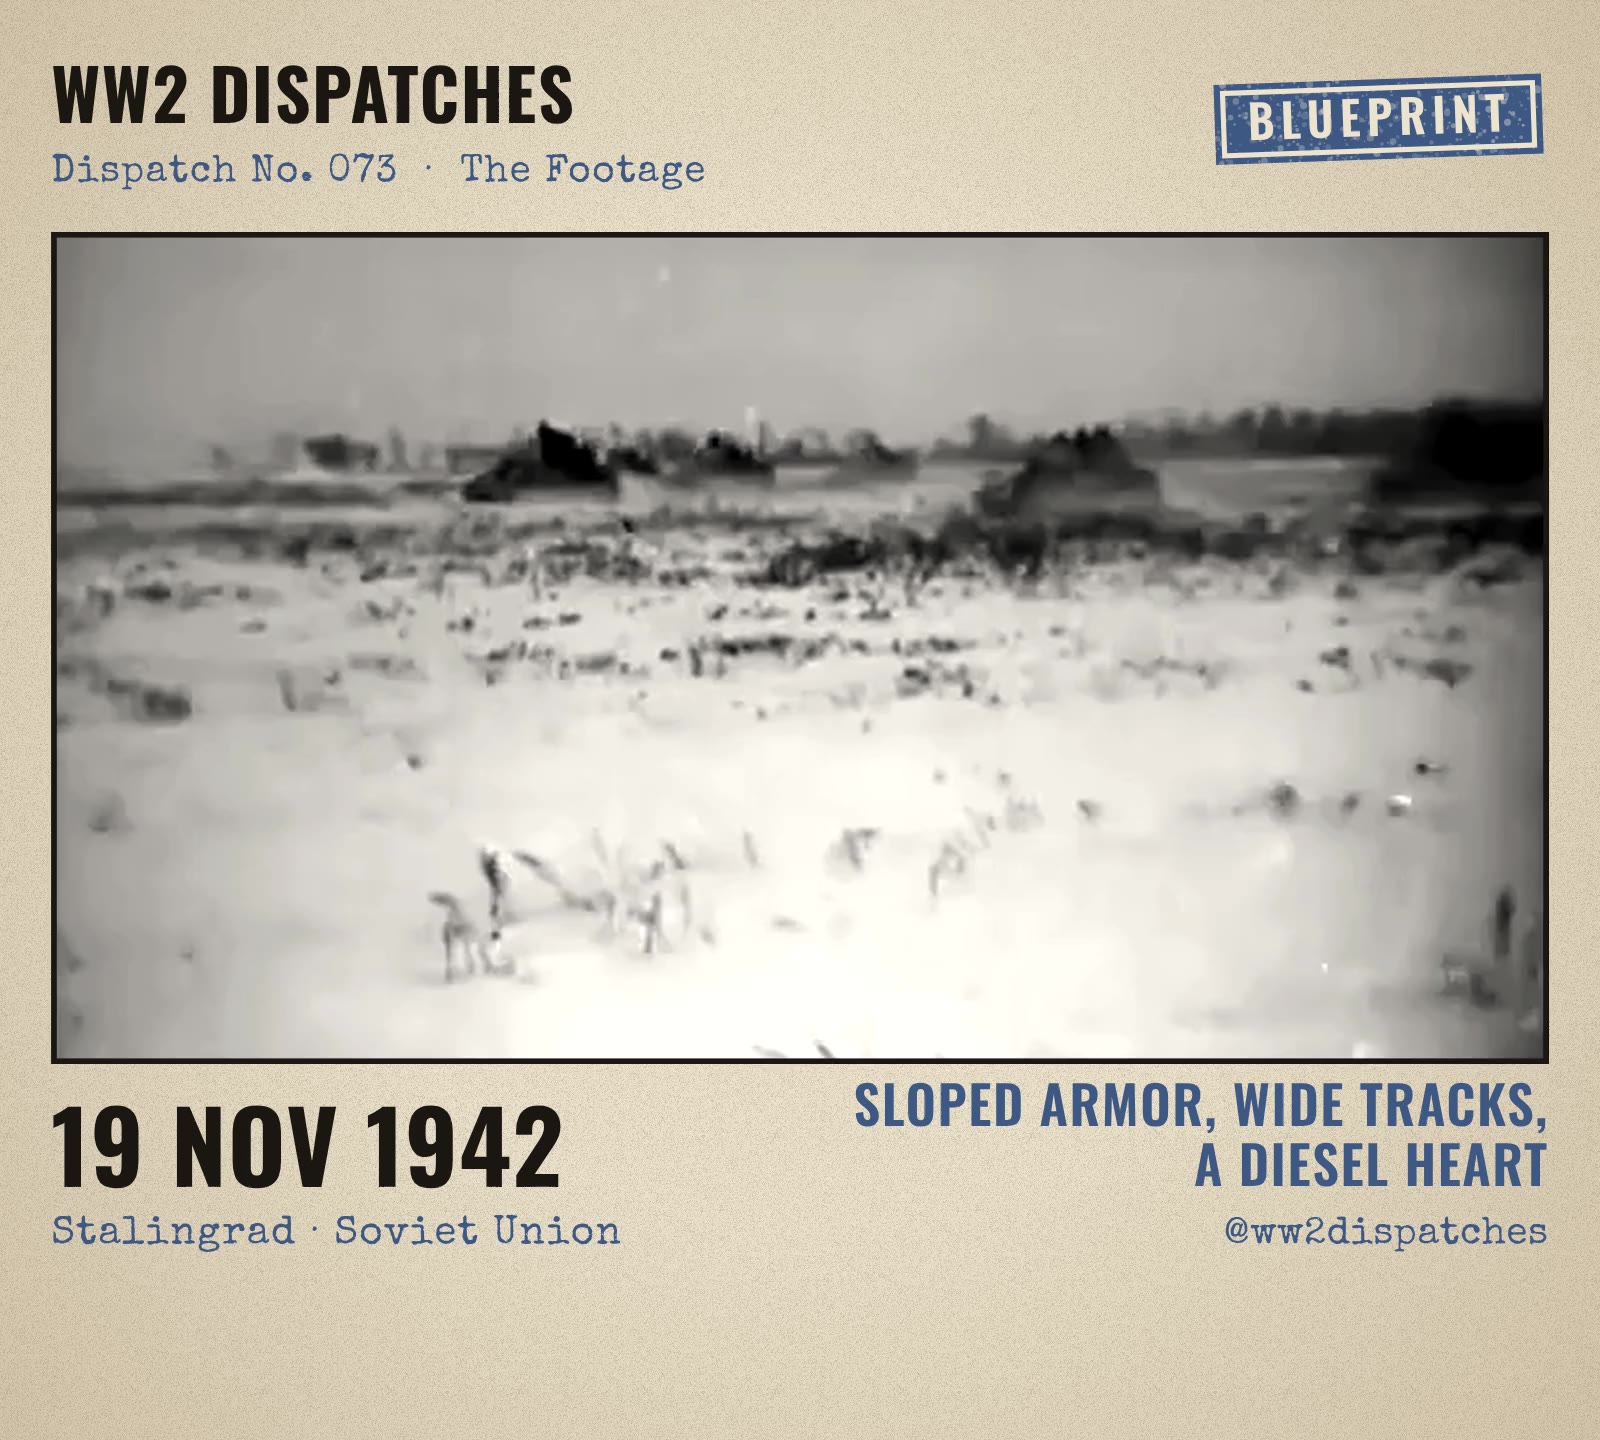 WW2 DISPATCHES
Dispatch No. 073 · The Footage
BLUEPRINT
19 NOV 1942
Stalingrad · Soviet Union
SLOPED ARMOR, WIDE TRACKS,
A DIESEL HEART
@ww2dispatches